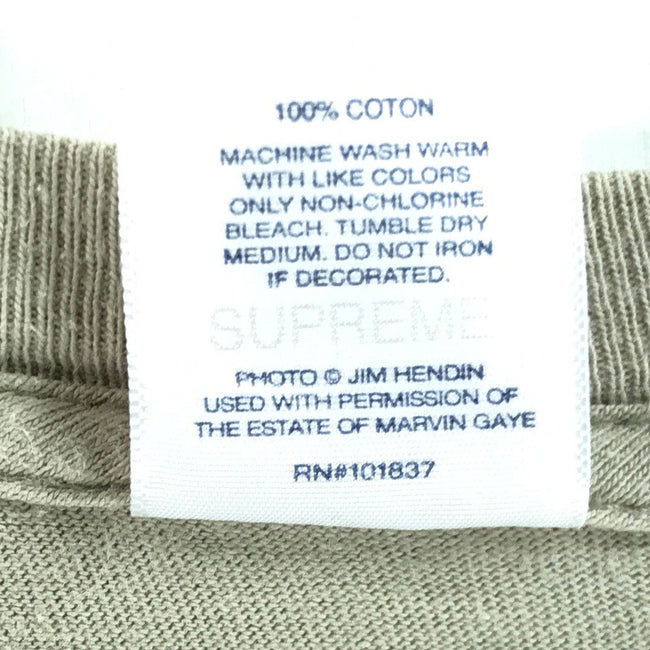 100% COTON
MACHINE WASH WARM
WITH LIKE COLORS
ONLY NON-CHLORINE
BLEACH. TUMBLE DRY
MEDIUM. DO NOT IRON
IF DECORATED.
SUPREME
PHOTO © JIM HENDIN
USED WITH PERMISSION OF
THE ESTATE OF MARVIN GAYE
RN#101837